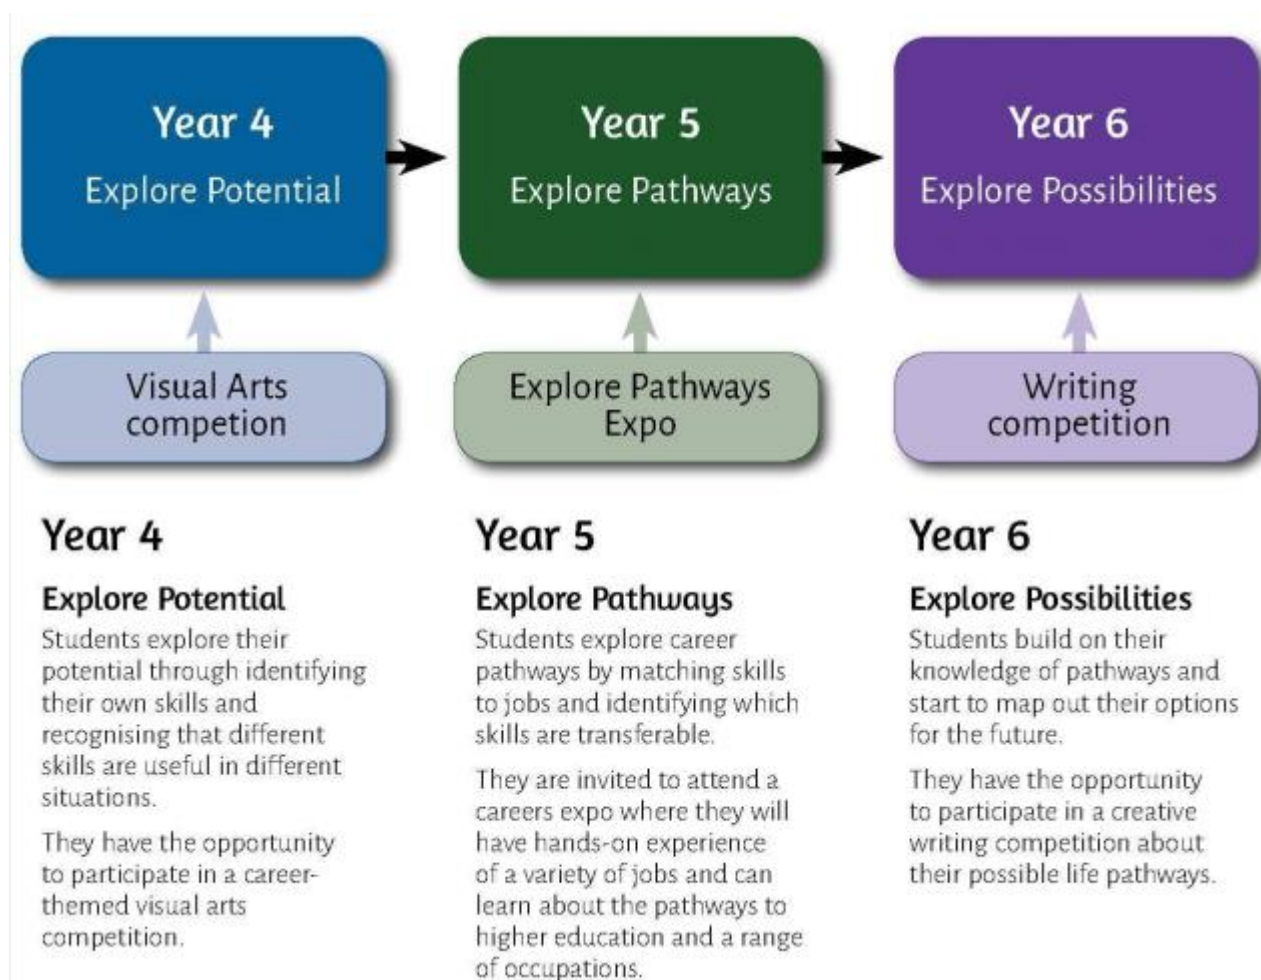 Year 4
Explore Potential
Year 5
Explore Pathways
Year 6
Explore Possibilities
Visual Arts
competion
Explore Pathways
Expo
Writing
competition
Year 4
Explore Potential
Students explore their
potential through identifying
their own skills and
recognising that different
skills are useful in different
situations.
They have the opportunity
to participate in a career-
themed visual arts
competition.
Year 5
Explore Pathways
Students explore career
pathways by matching skills
to jobs and identifying which
skills are transferable.
They are invited to attend a
careers expo where they will
have hands-on experience
of a variety of jobs and can
learn about the pathways to
higher education and a range
of occupations.
Year 6
Explore Possibilities
Students build on their
knowledge of pathways and
start to map out their options
for the future.
They have the opportunity
to participate in a creative
writing competition about
their possible life pathways.